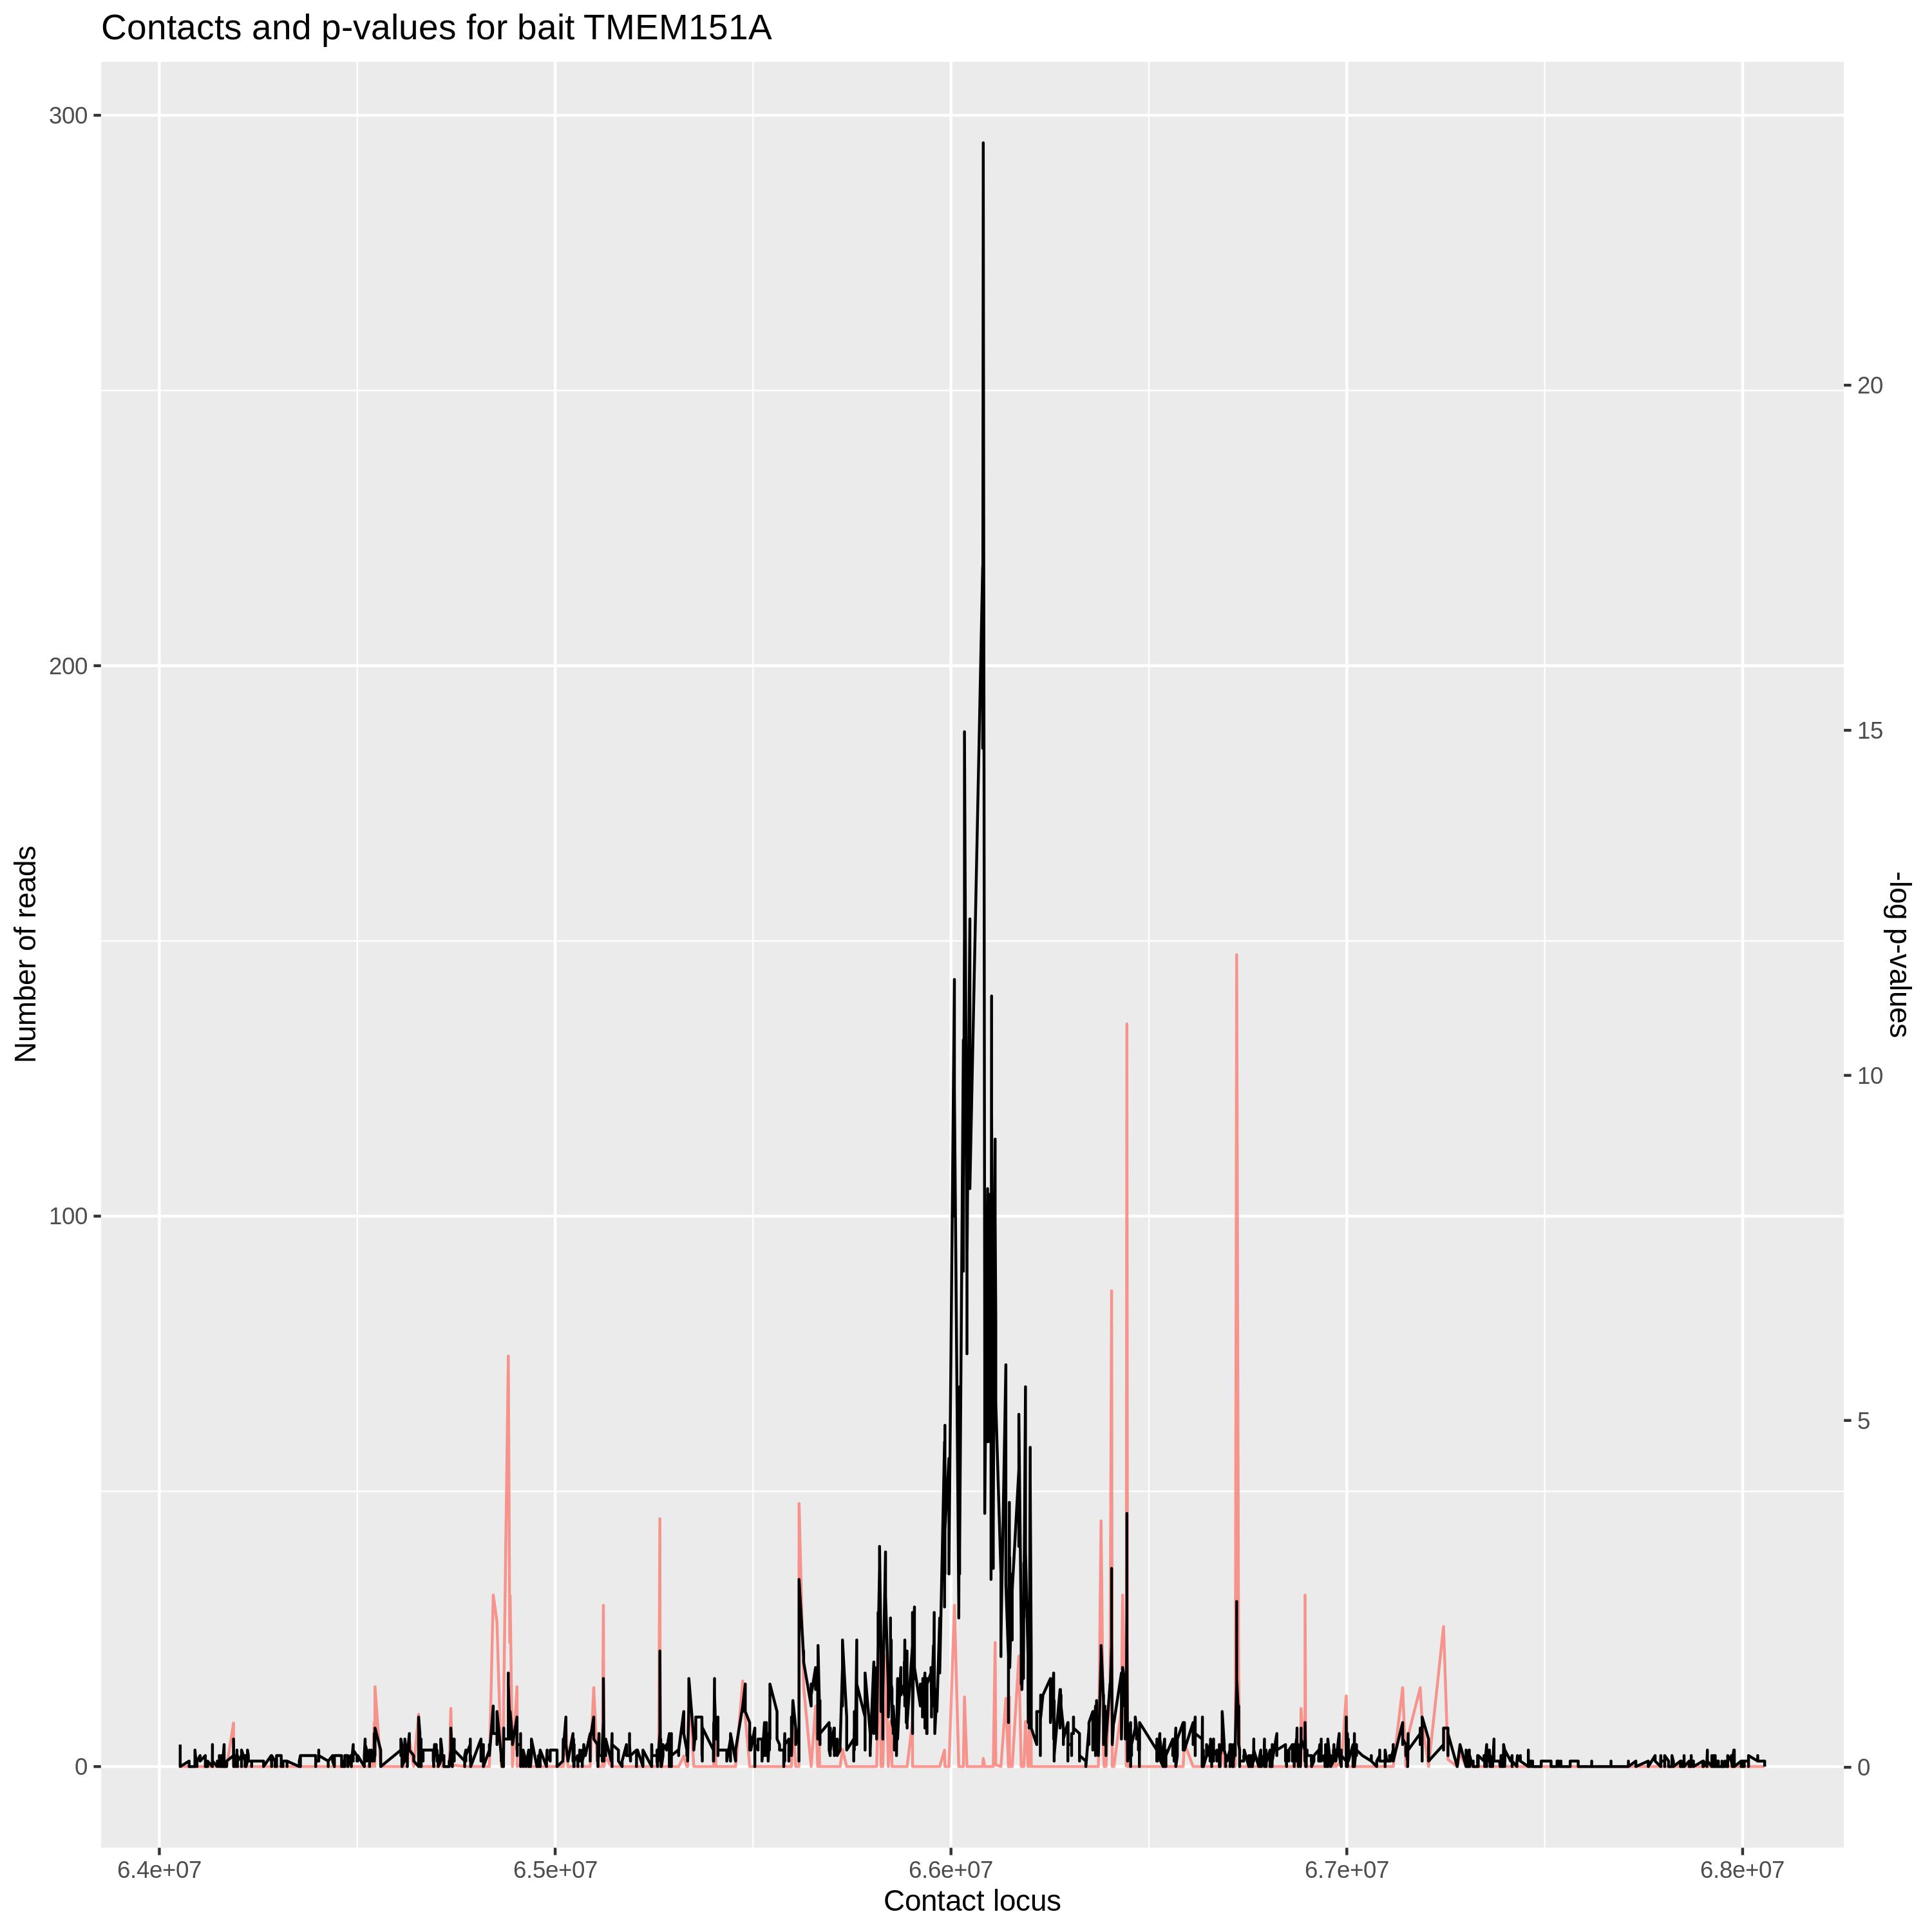 Contacts and p-values for bait TMEM151A
300
200
100
0
Number of reads
20
15
10
5
0
-log p-values
6.4e+07 6.5e+07 6.6e+07 6.7e+07 6.8e+07
Contact locus